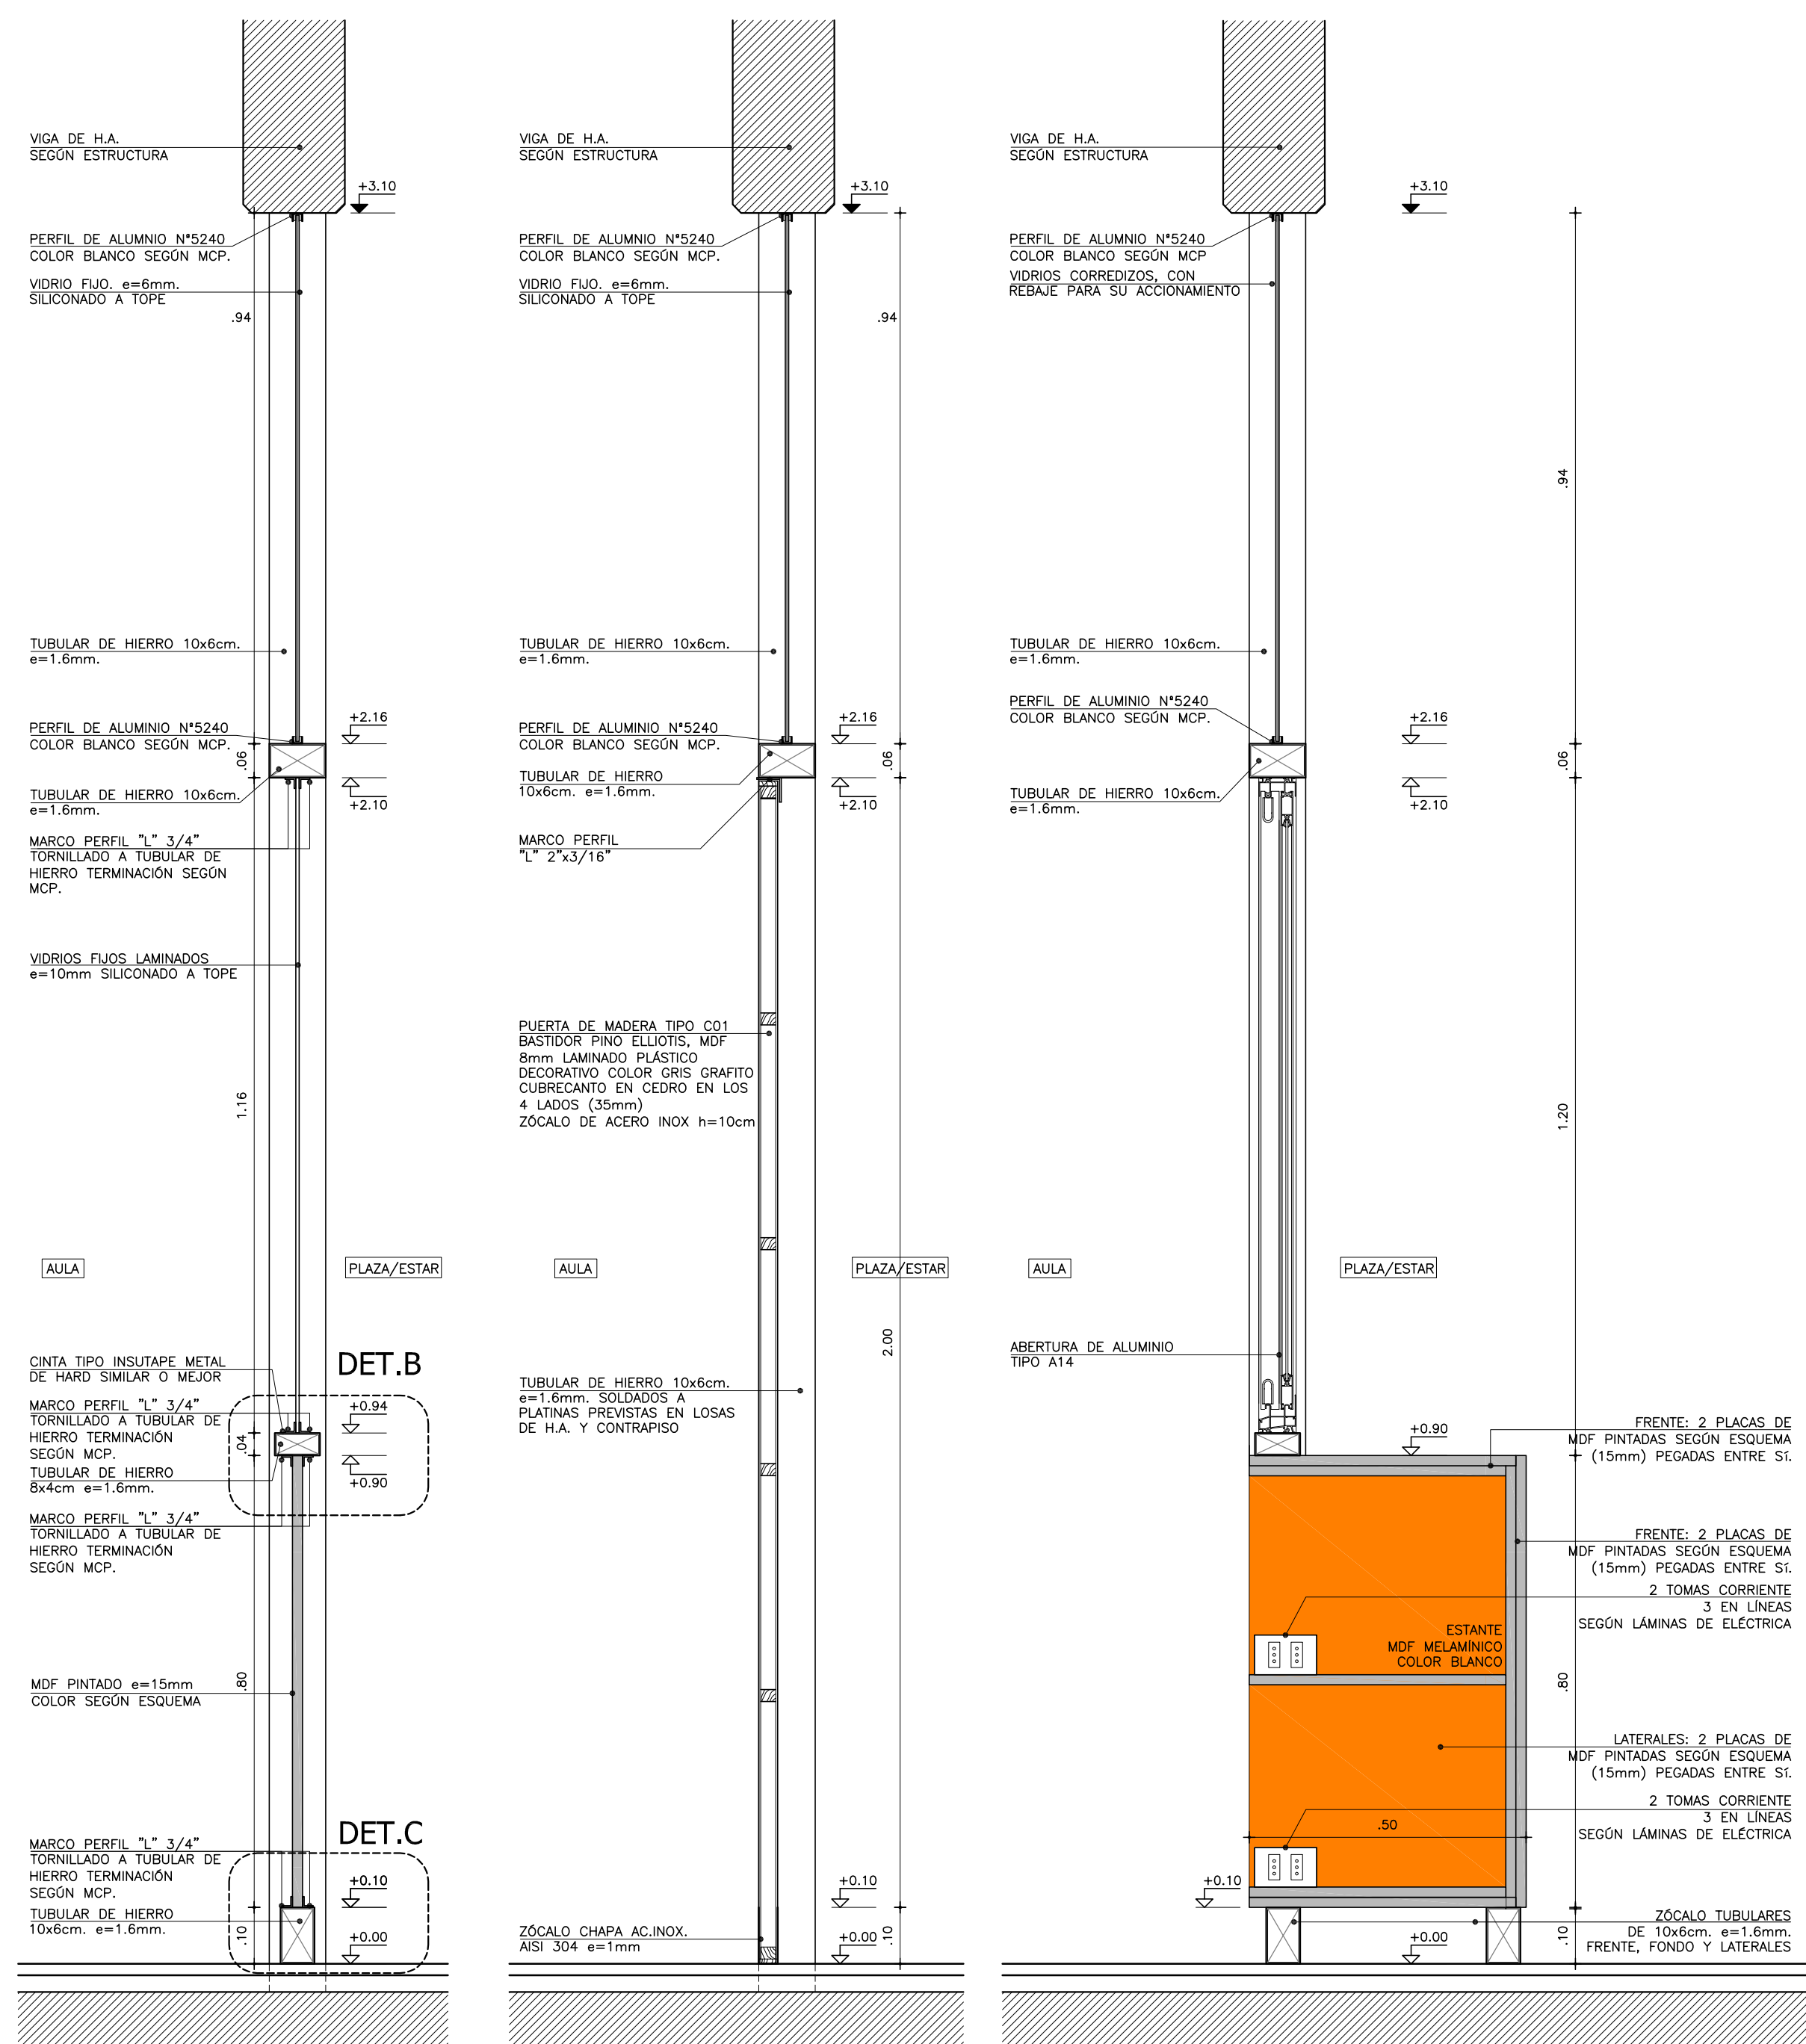 VIGA DE H.A.
SEGÚN ESTRUCTURA
+3.10
PERFIL DE ALUMNIO N°5240
COLOR BLANCO SEGÚN MCP.
VIDRIO FIJO. e=6mm.
SILICONADO A TOPE
.94
TUBULAR DE HIERRO 10x6cm.
e=1.6mm.
PERFIL DE ALUMINIO N°5240
COLOR BLANCO SEGÚN MCP.
+2.16
.06
TUBULAR DE HIERRO 10x6cm.
e=1.6mm.
+2.10
MARCO PERFIL "L" 3/4"
TORNILLADO A TUBULAR DE
HIERRO TERMINACIÓN SEGÚN
MCP.
VIDRIOS FIJOS LAMINADOS
e=10mm SILICONADO A TOPE
1.16
AULA
PLAZA/ESTAR
CINTA TIPO INSUTAPE METAL
DE HARD SIMILAR O MEJOR
DET.B
MARCO PERFIL "L" 3/4"
TORNILLADO A TUBULAR DE
HIERRO TERMINACIÓN
SEGÚN MCP.
+0.94
.04
TUBULAR DE HIERRO
8x4cm e=1.6mm.
+0.90
MARCO PERFIL "L" 3/4"
TORNILLADO A TUBULAR DE
HIERRO TERMINACIÓN
SEGÚN MCP.
MDF PINTADO e=15mm
COLOR SEGÚN ESQUEMA
.80
DET.C
MARCO PERFIL "L" 3/4"
TORNILLADO A TUBULAR DE
HIERRO TERMINACIÓN
SEGÚN MCP.
+0.10
TUBULAR DE HIERRO
10x6cm. e=1.6mm.
.10
+0.00
VIGA DE H.A.
SEGÚN ESTRUCTURA
+3.10
PERFIL DE ALUMNIO N°5240
COLOR BLANCO SEGÚN MCP.
VIDRIO FIJO. e=6mm.
SILICONADO A TOPE
.94
TUBULAR DE HIERRO 10x6cm.
e=1.6mm.
PERFIL DE ALUMINIO N°5240
COLOR BLANCO SEGÚN MCP.
+2.16
.06
TUBULAR DE HIERRO
10x6cm. e=1.6mm.
+2.10
MARCO PERFIL
"L" 2"x3/16"
PUERTA DE MADERA TIPO C01
BASTIDOR PINO ELLIOTIS, MDF
8mm LAMINADO PLÁSTICO
DECORATIVO COLOR GRIS GRAFITO
CUBRECANTO EN CEDRO EN LOS
4 LADOS (35mm)
ZÓCALO DE ACERO INOX h=10cm
AULA
PLAZA/ESTAR
2.00
TUBULAR DE HIERRO 10x6cm.
e=1.6mm. SOLDADOS A
PLATINAS PREVISTAS EN LOSAS
DE H.A. Y CONTRAPISO
+0.10
ZÓCALO CHAPA AC.INOX.
AISI 304 e=1mm
+0.00
.10
VIGA DE H.A.
SEGÚN ESTRUCTURA
+3.10
PERFIL DE ALUMNIO N°5240
COLOR BLANCO SEGÚN MCP
VIDRIOS CORREDIZOS, CON
REBAJE PARA SU ACCIONAMIENTO
.94
TUBULAR DE HIERRO 10x6cm.
e=1.6mm.
PERFIL DE ALUMINIO N°5240
COLOR BLANCO SEGÚN MCP.
+2.16
.06
TUBULAR DE HIERRO 10x6cm.
e=1.6mm.
+2.10
1.20
AULA
PLAZA/ESTAR
ABERTURA DE ALUMINIO
TIPO A14
+0.90
FRENTE: 2 PLACAS DE
MDF PINTADAS SEGÚN ESQUEMA
(15mm) PEGADAS ENTRE Sí.
FRENTE: 2 PLACAS DE
MDF PINTADAS SEGÚN ESQUEMA
(15mm) PEGADAS ENTRE Sí.
2 TOMAS CORRIENTE
3 EN LÍNEAS
SEGÚN LÁMINAS DE ELÉCTRICA
ESTANTE
MDF MELAMÍNICO
COLOR BLANCO
.80
LATERALES: 2 PLACAS DE
MDF PINTADAS SEGÚN ESQUEMA
(15mm) PEGADAS ENTRE Sí.
2 TOMAS CORRIENTE
3 EN LÍNEAS
SEGÚN LÁMINAS DE ELÉCTRICA
.50
+0.10
ZÓCALO TUBULARES
DE 10x6cm. e=1.6mm.
FRENTE, FONDO Y LATERALES
+0.00
.10